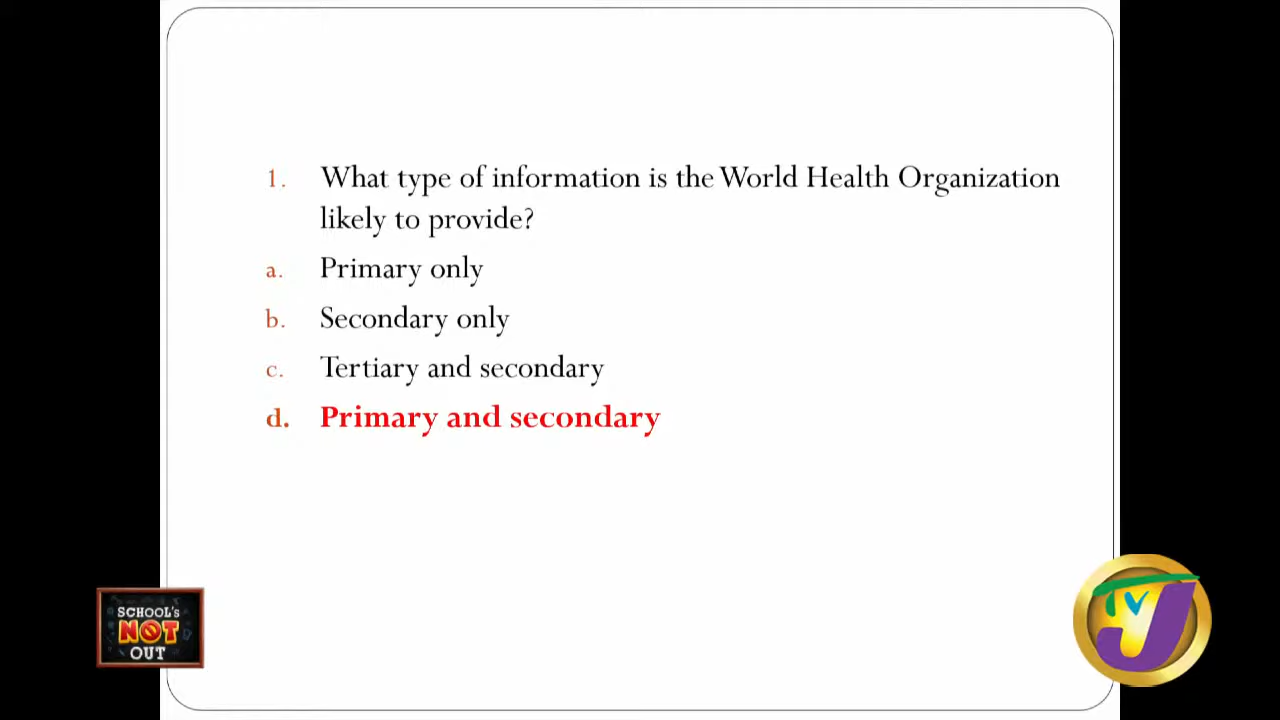 1. What type of information is the World Health Organization
likely to provide?
a. Primary only
b. Secondary only
c. Tertiary and secondary
d. Primary and secondary
SCHOOL'S
NOT
OUT
TVJ